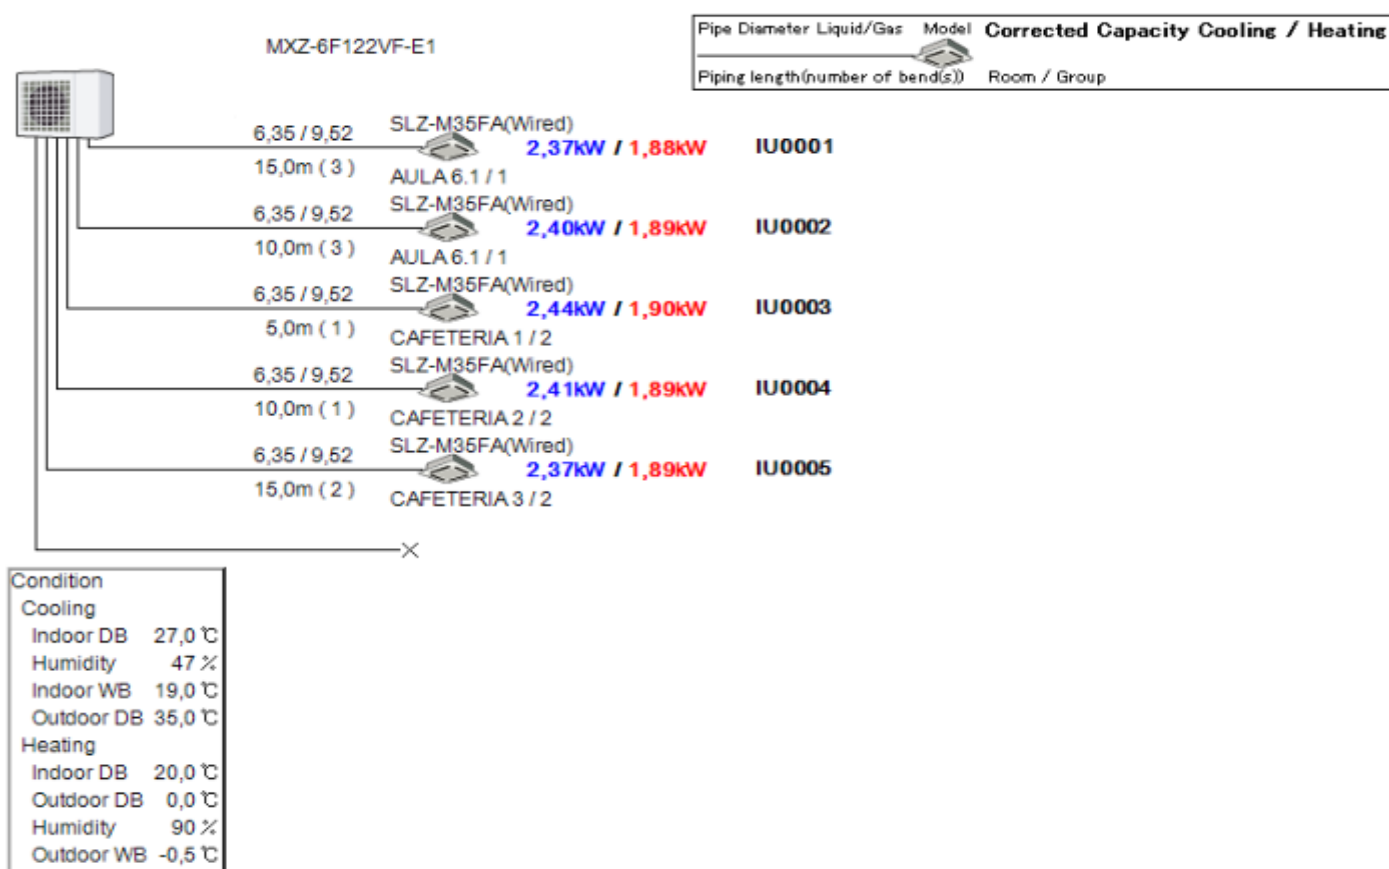 MXZ-6F122VF-E1
Pipe Diameter Liquid/Gas Model Corrected Capacity Cooling / Heating
Piping length(number of bend(s)) Room / Group
6,35 / 9,52 SLZ-M35FA(Wired)
2,37kW / 1,88kW IU0001
15,0m ( 3 ) AULA 6.1 / 1
6,35 / 9,52 SLZ-M35FA(Wired)
2,40kW / 1,89kW IU0002
10,0m ( 3 ) AULA 6.1 / 1
6,35 / 9,52 SLZ-M35FA(Wired)
2,44kW / 1,90kW IU0003
5,0m ( 1 ) CAFETERIA 1 / 2
6,35 / 9,52 SLZ-M35FA(Wired)
2,41kW / 1,89kW IU0004
10,0m ( 1 ) CAFETERIA 2 / 2
6,35 / 9,52 SLZ-M35FA(Wired)
2,37kW / 1,89kW IU0005
15,0m ( 2 ) CAFETERIA 3 / 2
Condition
Cooling
Indoor DB 27,0 ℃
Humidity 47 %
Indoor WB 19,0 ℃
Outdoor DB 35,0 ℃
Heating
Indoor DB 20,0 ℃
Outdoor DB 0,0 ℃
Humidity 90 %
Outdoor WB -0,5 ℃